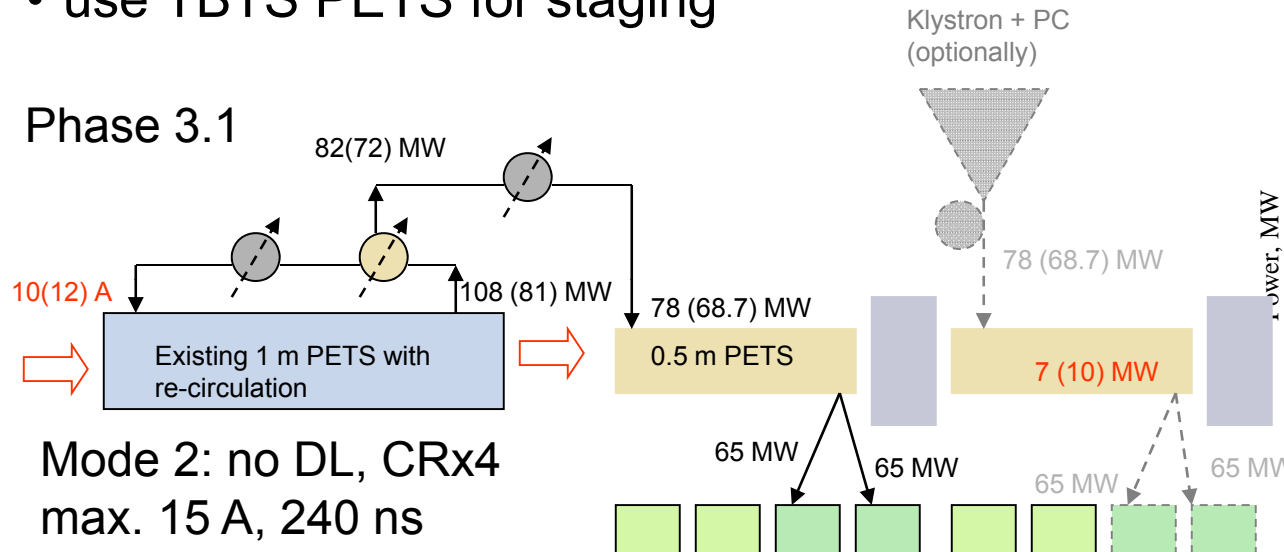 • use TBTS PETS for staging
Klystron + PC
(optionally)
Phase 3.1
82(72) MW
78 (68.7) MW
10(12) A
108 (81) MW
78 (68.7) MW
Existing 1 m PETS with
re-circulation
0.5 m PETS
7 (10) MW
Mode 2: no DL, CRx4
max. 15 A, 240 ns
65 MW
65 MW
65 MW
65 MW
Power, MW